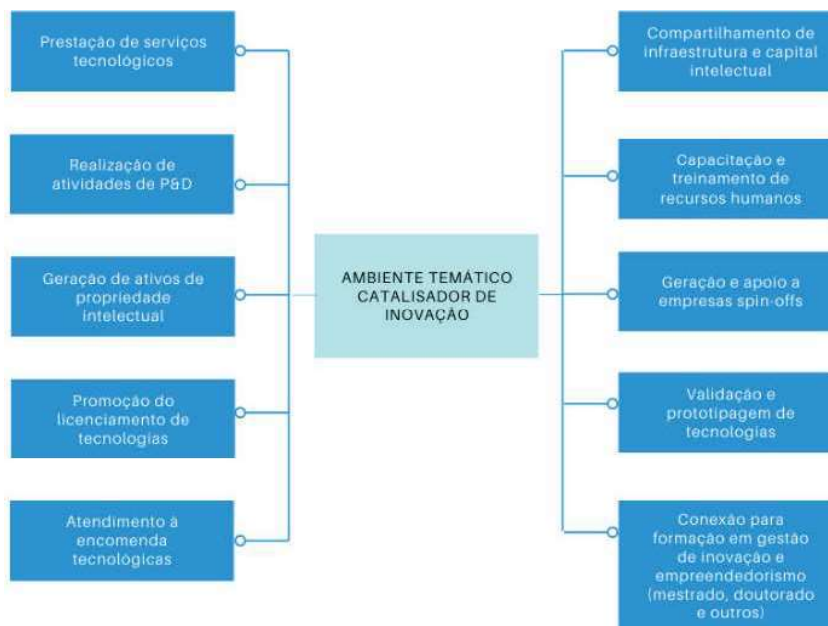 Prestação de serviços
tecnológicos
Realização de
atividades de P&D
Geração de ativos de
propriedade
intelectual
Promoção do
licenciamento de
tecnologias
Atendimento à
encomenda
tecnológicas
AMBIENTE TEMÁTICO
CATALISADOR DE
INOVAÇÃO
Compartilhamento de
infraestrutura e capital
intelectual
Capacitação e
treinamento de
recursos humanos
Geração e apoio a
empresas spin-offs
Validação e
prototipagem de
tecnologias
Conexão para
formação em gestão
de inovação e
empreendedorismo
(mestrado, doutorado
e outros)